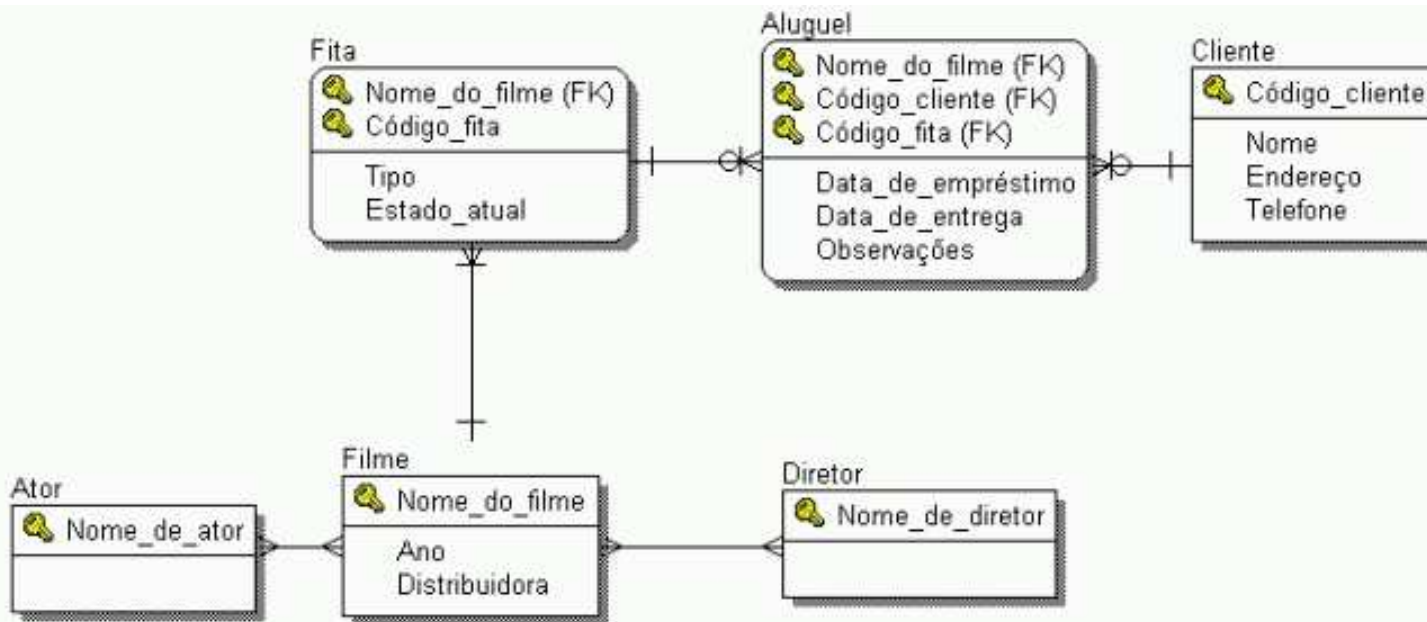 Fita
Nome_do_filme (FK)
Código_fita
Tipo
Estado_atual
Aluguel
Nome_do_filme (FK)
Código_cliente (FK)
Código_fita (FK)
Data_de_empréstimo
Data_de_entrega
Observações
Cliente
Código_cliente
Nome
Endereço
Telefone
Ator
Nome_de_ator
Filme
Nome_do_filme
Ano
Distribuidora
Diretor
Nome_de_diretor